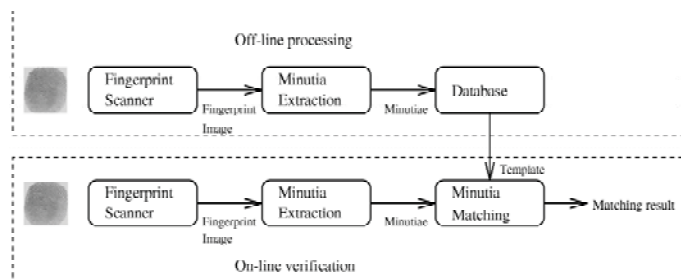 Off-line processing
Fingerprint
Scanner
Fingerprint
Image
Minutia
Extraction
Minutiae
Database
Template
Fingerprint
Scanner
Fingerprint
Image
Minutia
Extraction
Minutiae
Minutia
Matching
Matching result
On-line verification